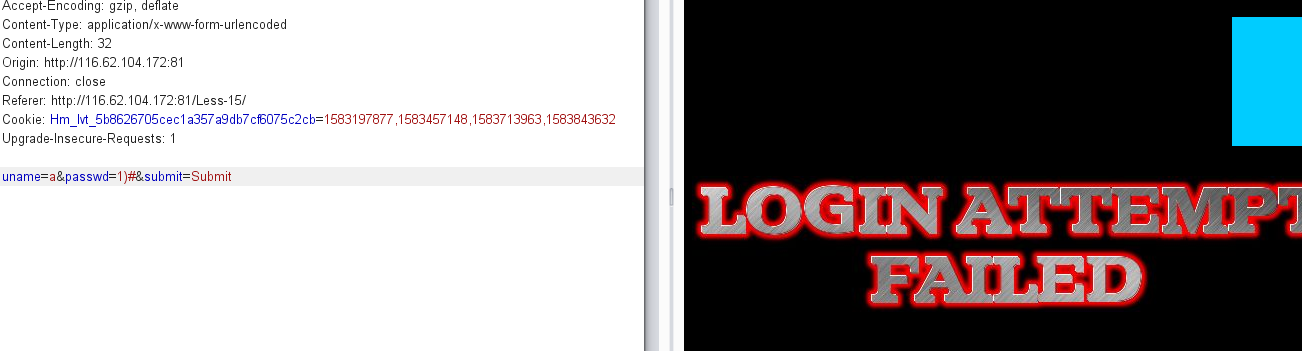 Accept-Encoding: gzip, deflate
Content-Type: application/x-www-form-urlencoded
Content-Length: 32
Origin: http://116.62.104.172:81
Connection: close
Referer: http://116.62.104.172:81/Less-15/
Cookie: Hm_lvt_5b8626705cec1a357a9db7cf6075c2cb=1583197877,1583457148,1583713963,1583843632
Upgrade-Insecure-Requests: 1
uname=a&passwd=1)#&submit=Submit
LOGIN ATTEMPT
FAILED